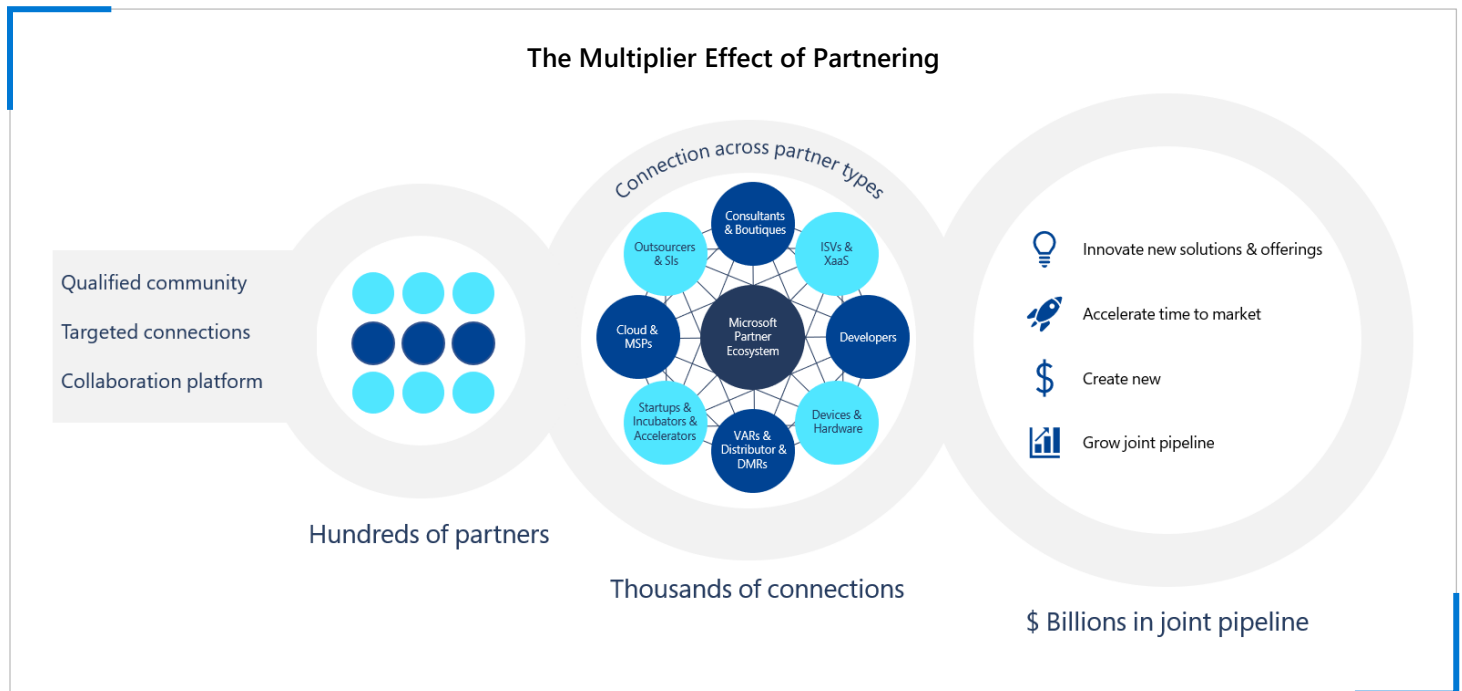 The Multiplier Effect of Partnering
Qualified community
Targeted connections
Collaboration platform
Hundreds of partners
Connection across partner types
Consultants
& Boutiques
ISVs &
XaaS
Developers
Devices &
Hardware
VARs &
Distributor &
DMRs
Startups &
Incubators &
Accelerators
Cloud &
MSPs
Outsourcers
& SIs
Microsoft
Partner
Ecosystem
Thousands of connections
Innovate new solutions & offerings
Accelerate time to market
$
Create new
Grow joint pipeline
$ Billions in joint pipeline